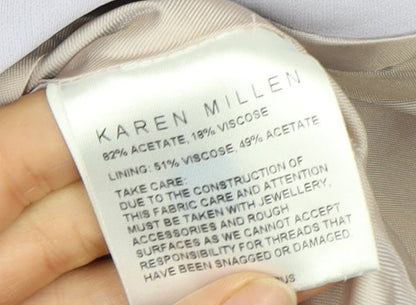 KAREN MILLEN
82% ACETATE, 18% VISCOSE
LINING: 51% VISCOSE, 49% ACETATE
TAKE CARE:
DUE TO THE CONSTRUCTION OF
THIS FABRIC CARE AND ATTENTION
MUST BE TAKEN WITH JEWELLERY,
ACCESSORIES AND ROUGH
SURFACES AS WE CANNOT ACCEPT
RESPONSIBILITY FOR THREADS THAT
HAVE BEEN SNAGGED OR DAMAGED.